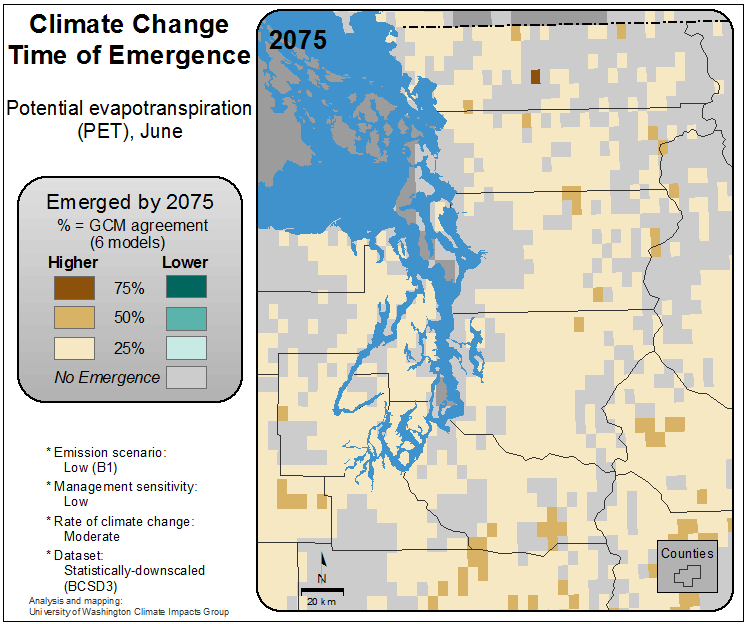 Climate Change
Time of Emergence
Potential evapotranspiration
(PET), June
Emerged by 2075
% = GCM agreement
(6 models)
Higher Lower
75%
50%
25%
No Emergence
* Emission scenario:
Low (B1)
* Management sensitivity:
Low
* Rate of climate change:
Moderate
* Dataset:
Statistically-downscaled
(BCSD3)
Analysis and mapping:
University of Washington Climate Impacts Group
2075
N
20 km
Counties